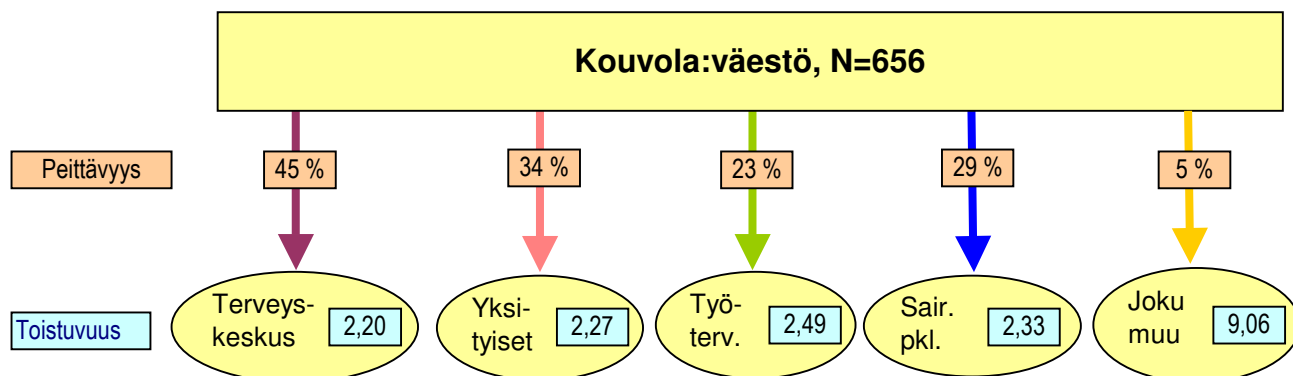 Kouvola:väestö, N=656
Peittävyys
45 %
34 %
23 %
29 %
5 %
Toistuvuus
Terveys-
keskus
2,20
Yksi-
tyiset
2,27
Työ-
terv.
2,49
Sair.
pkl.
2,33
Joku
muu
9,06